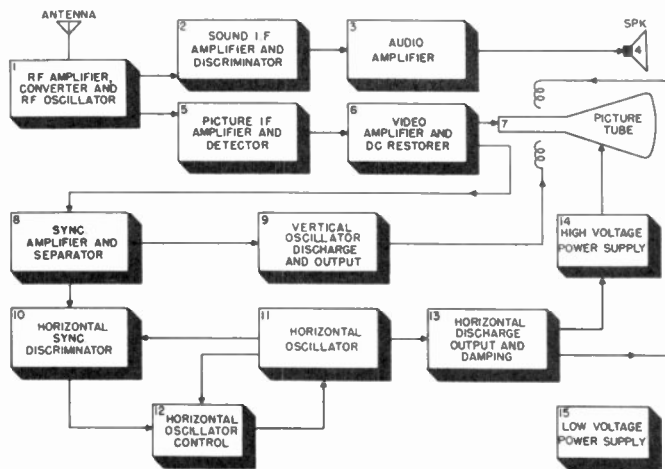 ANTENNA
1
RF AMPLIFIER,
CONVERTER AND
RF OSCILLATOR
2
SOUND I.F
AMPLIFIER AND
DISCRIMINATOR
3
AUDIO
AMPLIFIER
SPK
4
5
PICTURE IF
AMPLIFIER AND
DETECTOR
6
VIDEO
AMPLIFIER AND
DC RESTORER
7
PICTURE
TUBE
8
SYNC
AMPLIFIER AND
SEPARATOR
9
VERTICAL
OSCILLATOR
DISCHARGE
AND OUTPUT
14
HIGH VOLTAGE
POWER SUPPLY
10
HORIZONTAL
SYNC
DISCRIMINATOR
11
HORIZONTAL
OSCILLATOR
13
HORIZONTAL
DISCHARGE
OUTPUT AND
DAMPING
12
HORIZONTAL
OSCILLATOR
CONTROL
15
LOW VOLTAGE
POWER SUPPLY